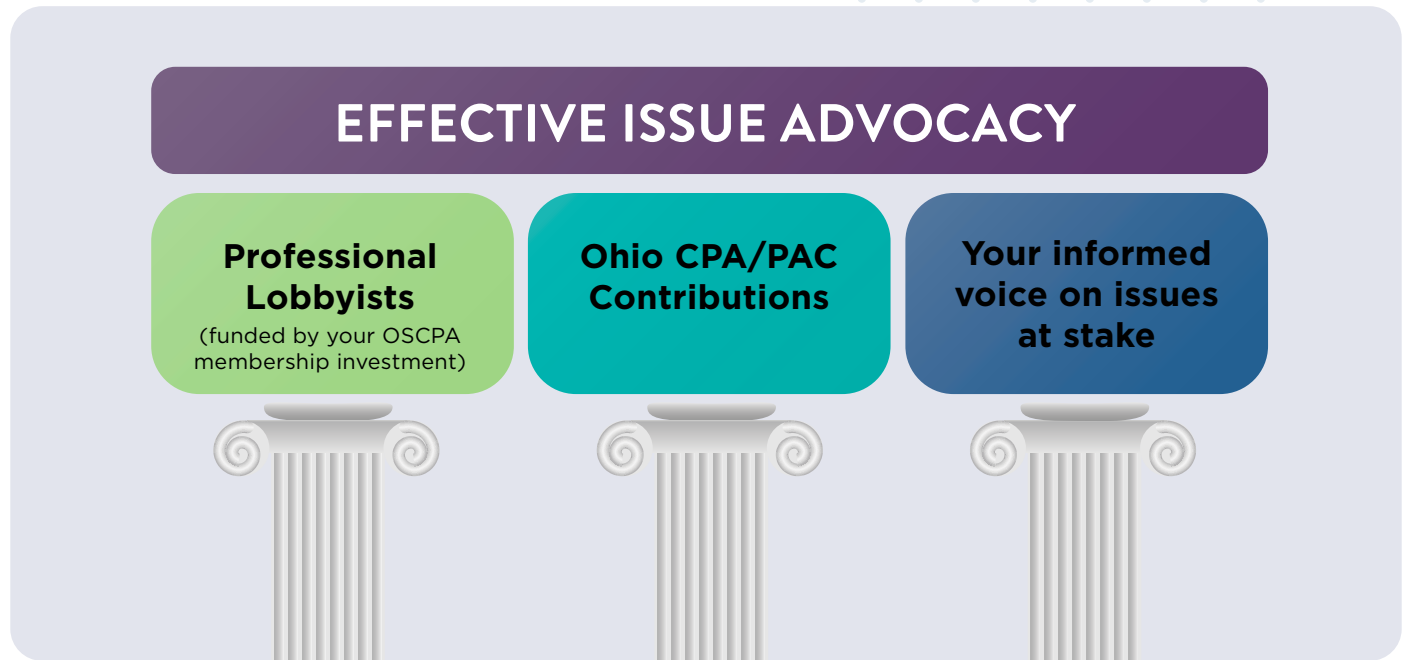 EFFECTIVE ISSUE ADVOCACY
Professional
Lobbyists
(funded by your OSCPA
membership investment)
Ohio CPA/PAC
Contributions
Your informed
voice on issues
at stake